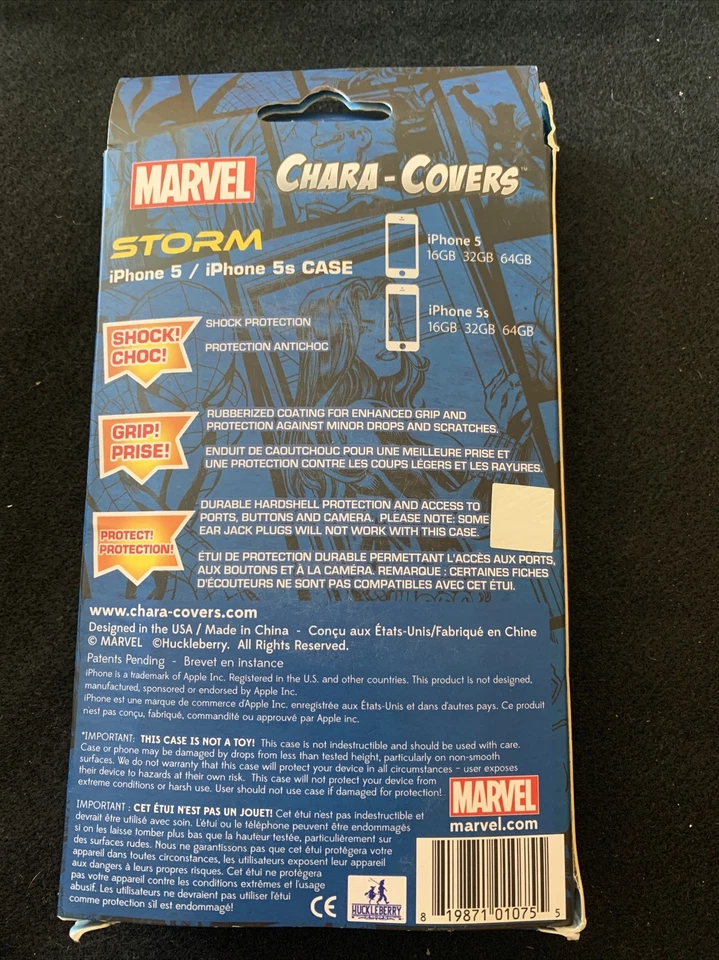 MARVEL CHARA-COVERS™
STORM
iPhone 5 / iPhone 5s CASE
iPhone 5
16GB 32GB 64GB
iPhone 5s
16GB 32GB 64GB
SHOCK!
CHOC!
SHOCK PROTECTION
PROTECTION ANTICHOC
GRIP!
PRISE!
RUBBERIZED COATING FOR ENHANCED GRIP AND
PROTECTION AGAINST MINOR DROPS AND SCRATCHES.
ENDUIT DE CAOUTCHOUC POUR UNE MEILLEURE PRISE ET
UNE PROTECTION CONTRE LES COUPS LÉGERS ET LES RAYURES.
PROTECT!
PROTECTION!
DURABLE HARDSHELL PROTECTION AND ACCESS TO
PORTS, BUTTONS AND CAMERA. PLEASE NOTE: SOME
EAR JACK PLUGS WILL NOT WORK WITH THIS CASE.
ÉTUI DE PROTECTION DURABLE PERMETTANT L'ACCÈS AUX PORTS,
AUX BOUTONS ET À LA CAMÉRA. REMARQUE : CERTAINES FICHES
D'ÉCOUTEURS NE SONT PAS COMPATIBLES AVEC CET ÉTUI.
www.chara-covers.com
Designed in the USA / Made in China - Conçu aux États-Unis/Fabriqué en Chine
© MARVEL ©Huckleberry. All Rights Reserved.
Patents Pending - Brevet en instance
iPhone is a trademark of Apple Inc. Registered in the U.S. and other countries. This product is not designed,
manufactured, sponsored or endorsed by Apple Inc.
iPhone est une marque de commerce d'Apple Inc. enregistrée aux États-Unis et dans d'autres pays. Ce produit
n'est pas conçu, fabriqué, commandité ou approuvé par Apple inc.
*IMPORTANT: THIS CASE IS NOT A TOY! This case is not indestructible and should be used with care.
Case or phone may be damaged by drops from less than tested height, particularly on non-smooth
surfaces. We do not warranty that this case will protect your device in all circumstances - user exposes
their device to hazards at their own risk. This case will not protect your device from
extreme conditions or harsh use. User should not use case if damaged for protection!
MARVEL
marvel.com
IMPORTANT : CET ÉTUI N'EST PAS UN JOUET! Cet étui n'est pas indestructible et
devrait être utilisé avec soin. L'étui ou le téléphone peuvent être endommagés
si on les laisse tomber plus bas que la hauteur testée, particulièrement sur
des surfaces rudes. Nous ne garantissons pas que cet étui protégera votre
appareil dans toutes circonstances, les utilisateurs exposent leur appareil
aux dangers à leurs propres risques. Cet étui ne protègera
pas votre appareil contre les conditions extrêmes et l'usage
abusif. Les utilisateurs ne devraient pas utiliser l'étui
comme protection s'il est endommagé!
CE
HUCKLEBERRY
8 19871 01075 5